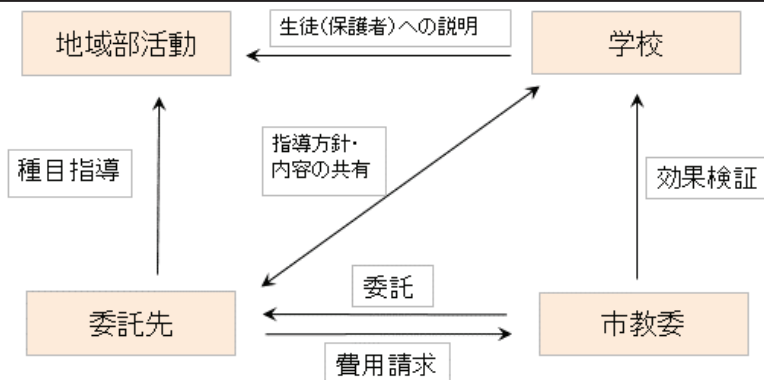 生徒(保護者)への説明
地域部活動
学校
指導方針・
内容の共有
種目指導
効果検証
委託
委託先
市教委
費用請求